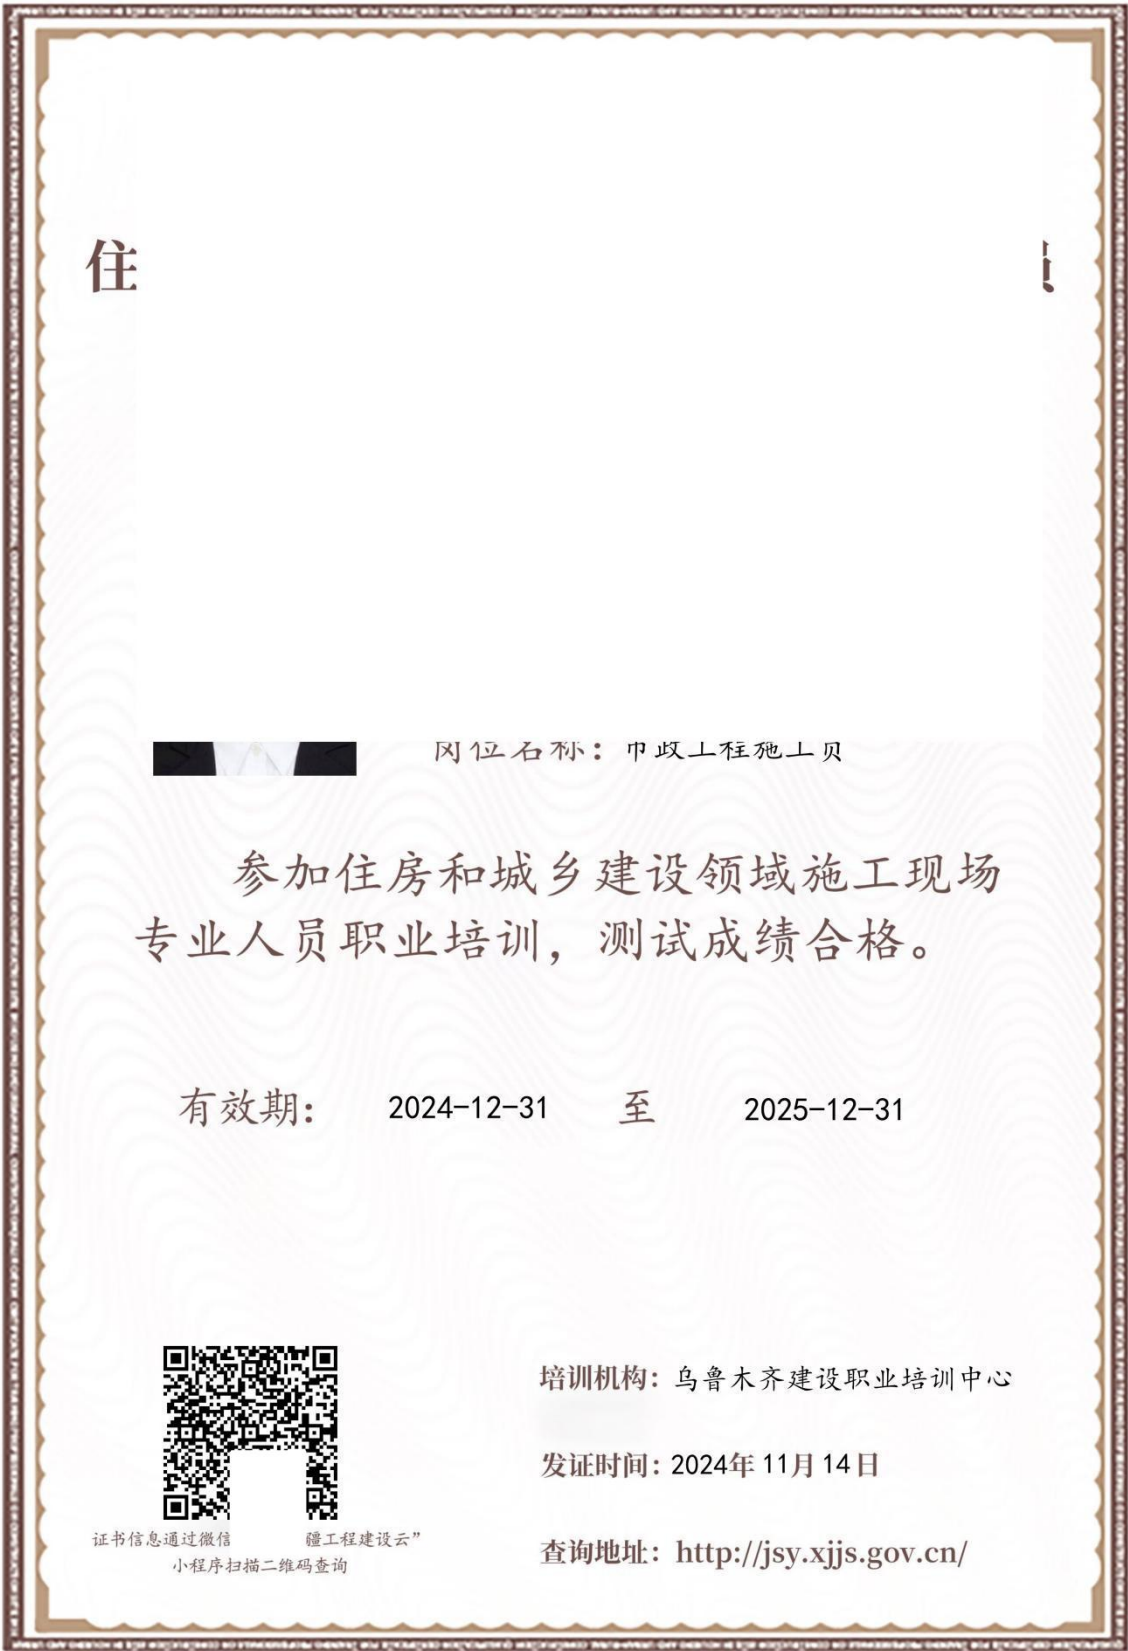 住
岗位名称：市政工程施工员
参加住房和城乡建设领域施工现场
专业人员职业培训，测试成绩合格。
有效期： 2024-12-31 至 2025-12-31
培训机构：乌鲁木齐建设职业培训中心
发证时间：2024年 11月 14日
查询地址：http://jsy.xjjs.gov.cn/
证书信息通过微信 疆工程建设云”
小程序扫描二维码查询